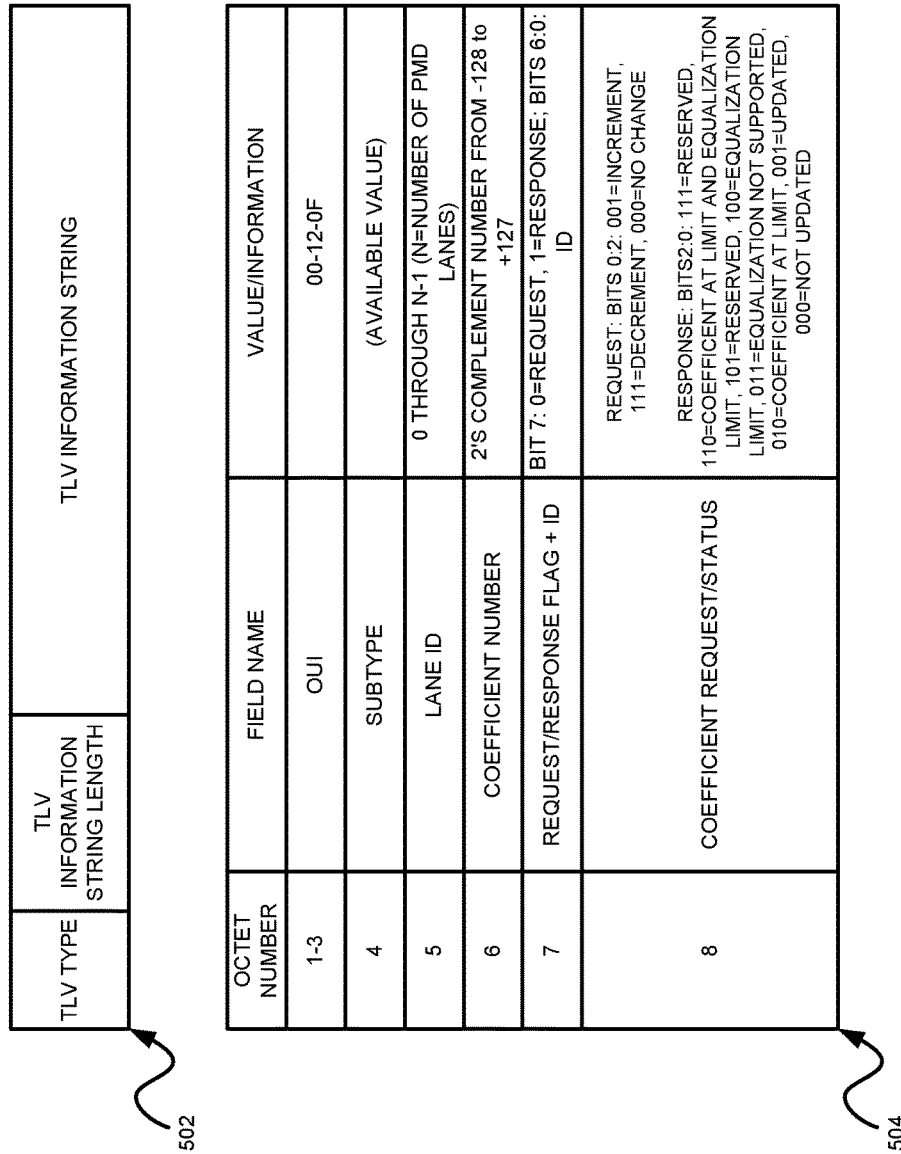 TLV TYPE
TLV
INFORMATION
STRING LENGTH
TLV INFORMATION STRING
502
OCTET
NUMBER
FIELD NAME
VALUE/INFORMATION
1-3
OUI
00-12-0F
4
SUBTYPE
(AVAILABLE VALUE)
5
LANE ID
0 THROUGH N-1 (N=NUMBER OF PMD
LANES)
6
COEFFICIENT NUMBER
2'S COMPLEMENT NUMBER FROM -128 to
+127
7
REQUEST/RESPONSE FLAG + ID
BIT 7: 0=REQUEST, 1=RESPONSE; BITS 6:0:
ID
8
COEFFICIENT REQUEST/STATUS
REQUEST: BITS 0:2: 001=INCREMENT,
111=DECREMENT, 000=NO CHANGE
RESPONSE: BITS2:0: 111=RESERVED,
110=COEFFICENT AT LIMIT AND EQUALIZATION
LIMIT, 101=RESERVED, 100=EQUALIZATION
LIMIT, 011=EQUALIZATION NOT SUPPORTED,
010=COEFFICIENT AT LIMIT, 001=UPDATED,
000=NOT UPDATED
504